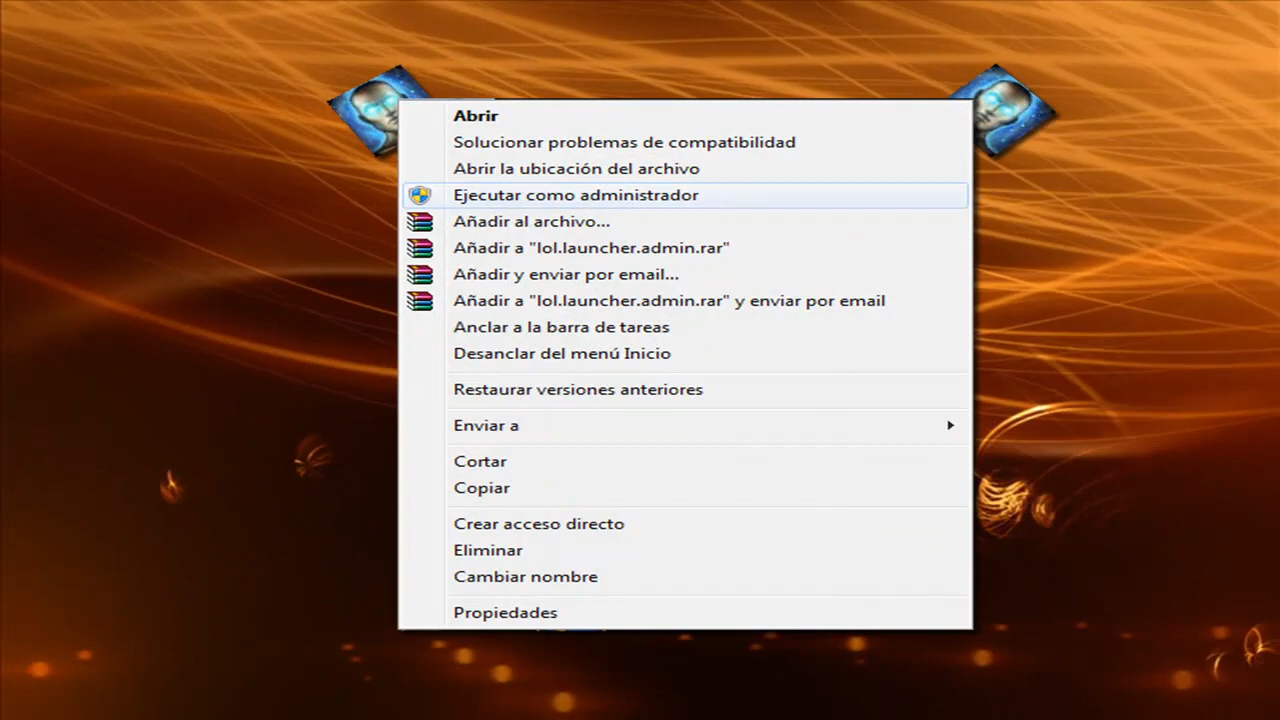 Abrir
Solucionar problemas de compatibilidad
Abrir la ubicación del archivo
Ejecutar como administrador
Añadir al archivo...
Añadir a "lol.launcher.admin.rar"
Añadir y enviar por email...
Añadir a "lol.launcher.admin.rar" y enviar por email
Anclar a la barra de tareas
Desanclar del menú Inicio
Restaurar versiones anteriores
Enviar a
Cortar
Copiar
Crear acceso directo
Eliminar
Cambiar nombre
Propiedades